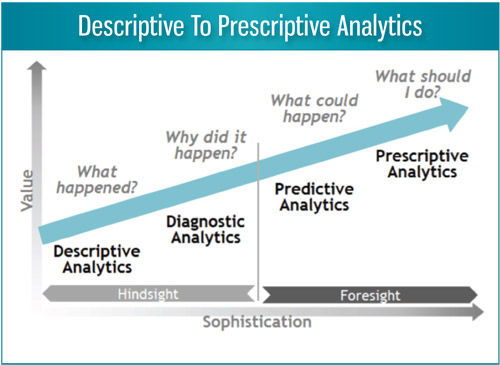 Descriptive To Prescriptive Analytics
What should
I do?
What could
happen?
Why did it
happen?
What
happened?
Prescriptive
Analytics
Predictive
Analytics
Diagnostic
Analytics
Descriptive
Analytics
Value
Hindsight
Foresight
Sophistication